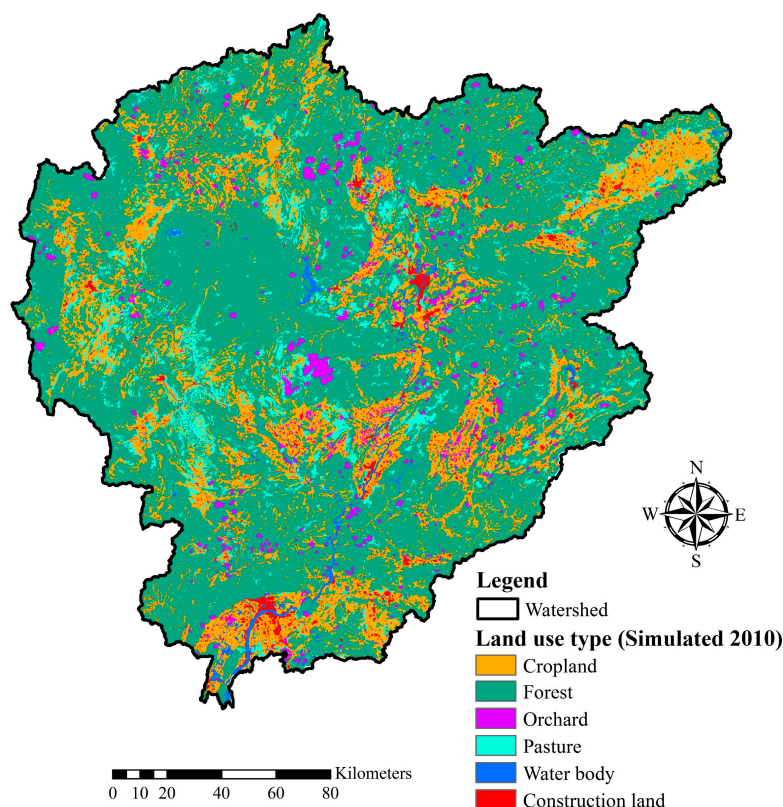 N
W E
S
Legend
Watershed
Land use type (Simulated 2010)
Cropland
Forest
Orchard
Pasture
Water body
Construction land
Kilometers
0 10 20 40 60 80